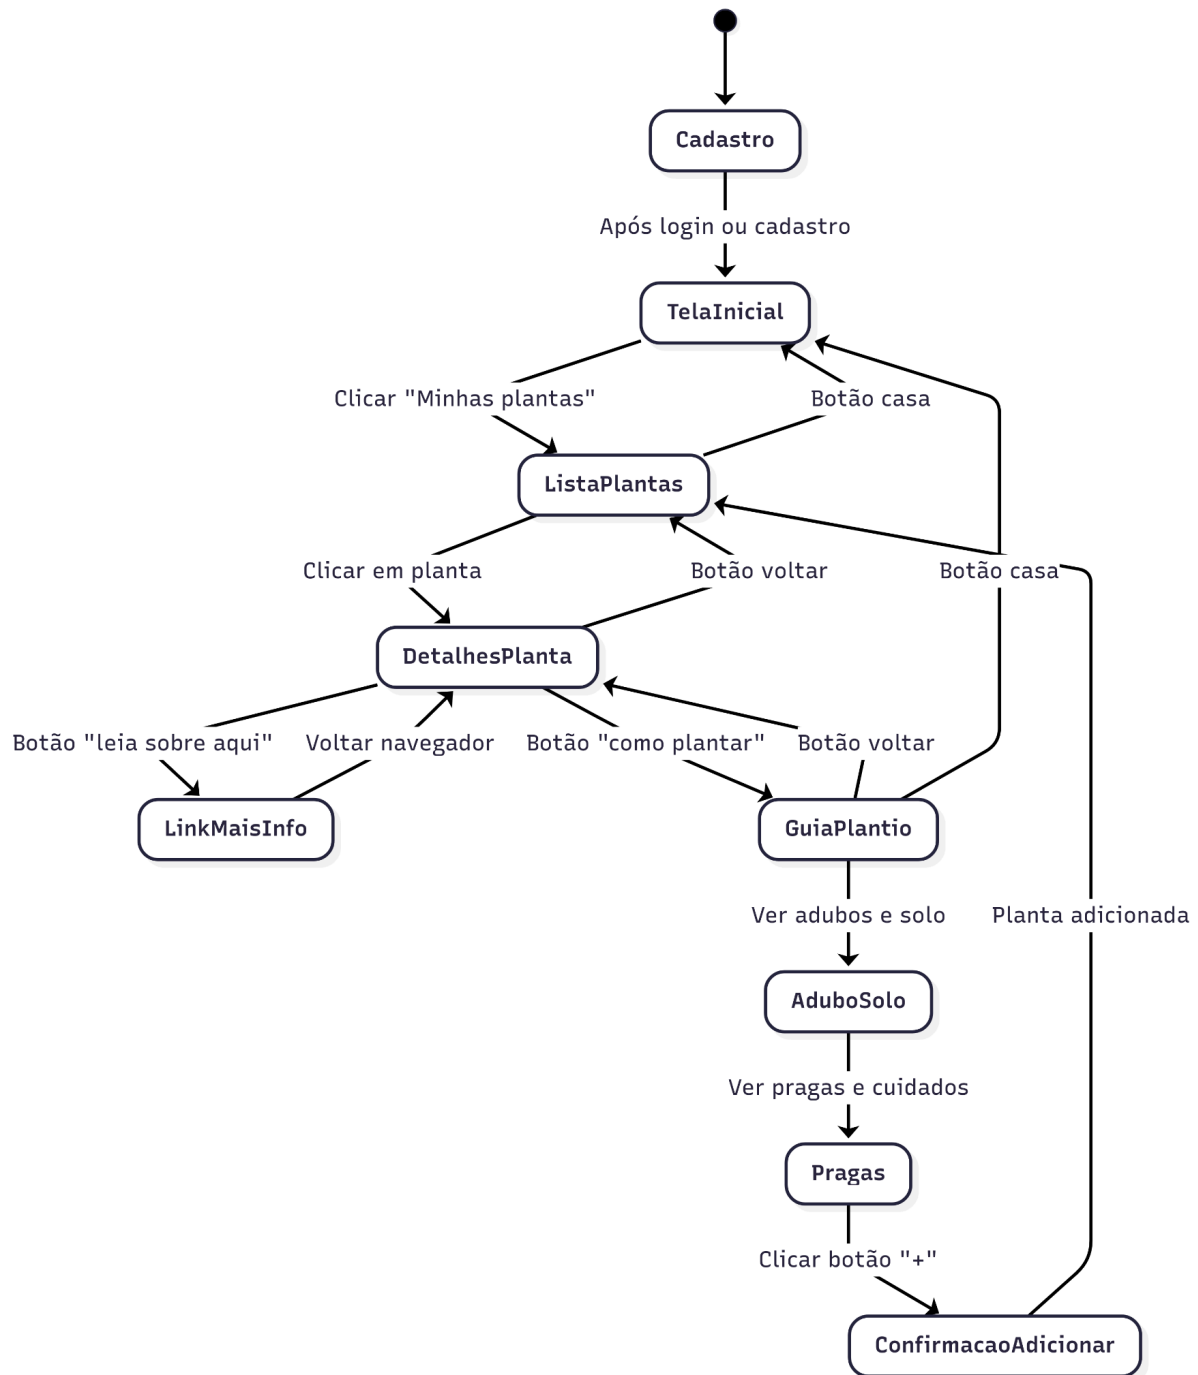 Cadastro
Após login ou cadastro
TelaInicial
Clicar "Minhas plantas"
Botão casa
ListaPlantas
Clicar em planta
Botão voltar
Botão casa
DetalhesPlanta
Botão "leia sobre aqui"
Voltar navegador
Botão "como plantar"
Botão voltar
LinkMaisInfo
GuiaPlantio
Ver adubos e solo
Planta adicionada
AduboSolo
Ver pragas e cuidados
Pragas
Clicar botão "+"
ConfirmacaoAdicionar